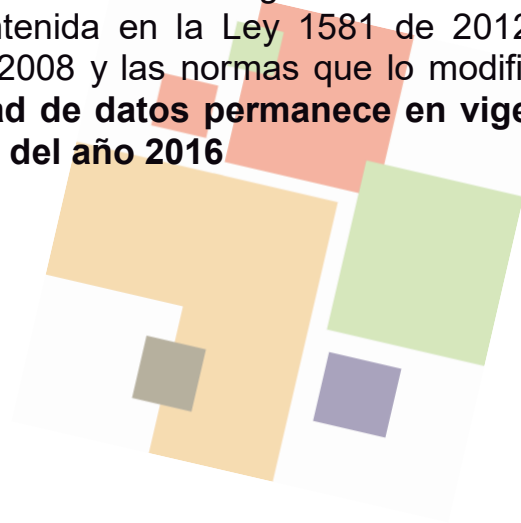 ntenida en la Ley 1581 de 2012
2008 y las normas que lo modifi
ad de datos permanece en vige
del año 2016